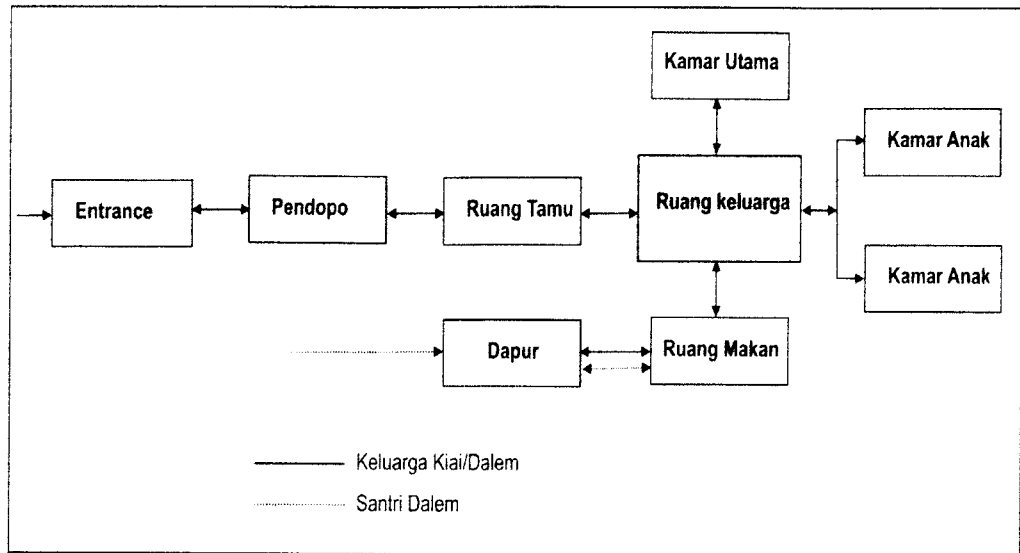 Kamar Utama
Kamar Anak
Entrance
Pendopo
Ruang Tamu
Ruang keluarga
Kamar Anak
Dapur
Ruang Makan
Keluarga Kiai/Dalem
Santri Dalem